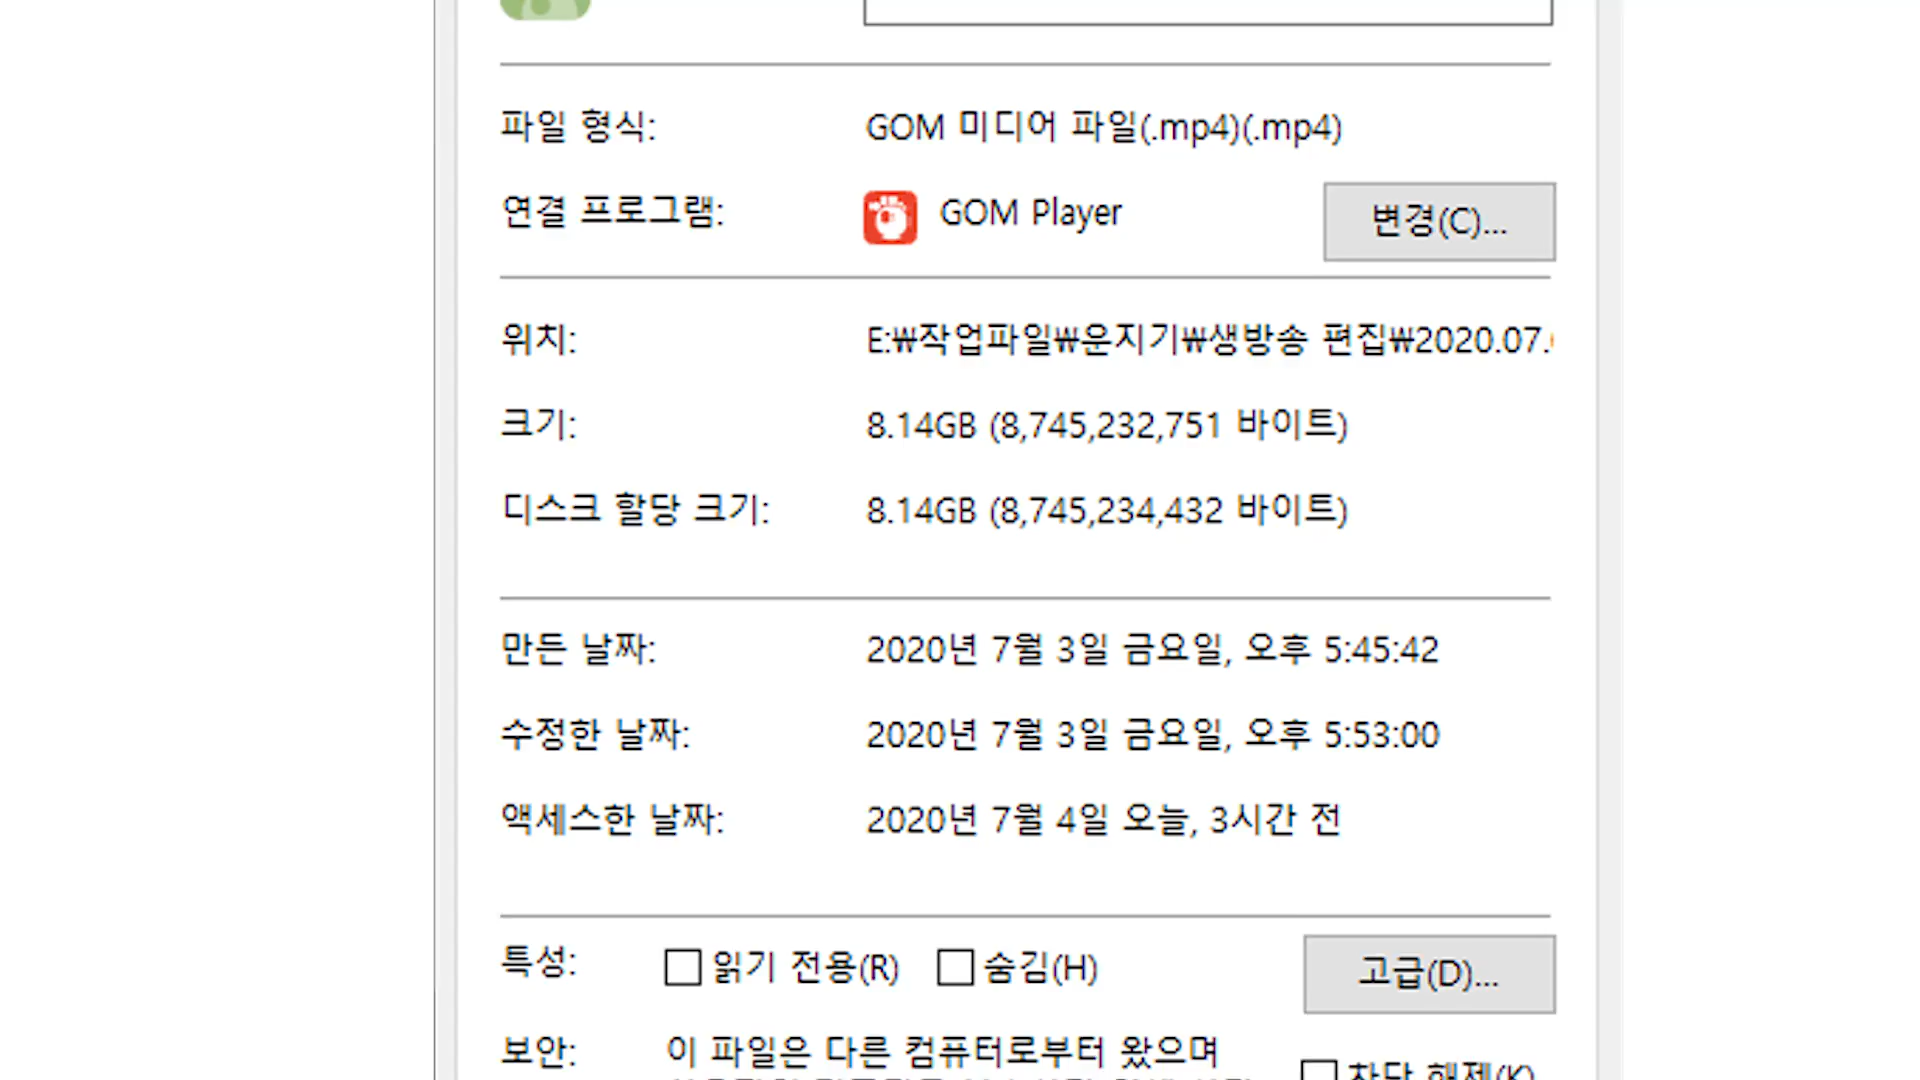 파일 형식: GOM 미디어 파일(.mp4)(.mp4)
연결 프로그램: GOM Player 변경(C)...
위치: E:₩작업파일₩운지기₩생방송 편집₩2020.07.
크기: 8.14GB (8,745,232,751 바이트)
디스크 할당 크기: 8.14GB (8,745,234,432 바이트)
만든 날짜: 2020년 7월 3일 금요일, 오후 5:45:42
수정한 날짜: 2020년 7월 3일 금요일, 오후 5:53:00
액세스한 날짜: 2020년 7월 4일 오늘, 3시간 전
특성: 읽기 전용(R) 숨김(H) 고급(D)...
보안: 이 파일은 다른 컴퓨터로부터 왔으며
차단 해제(K)